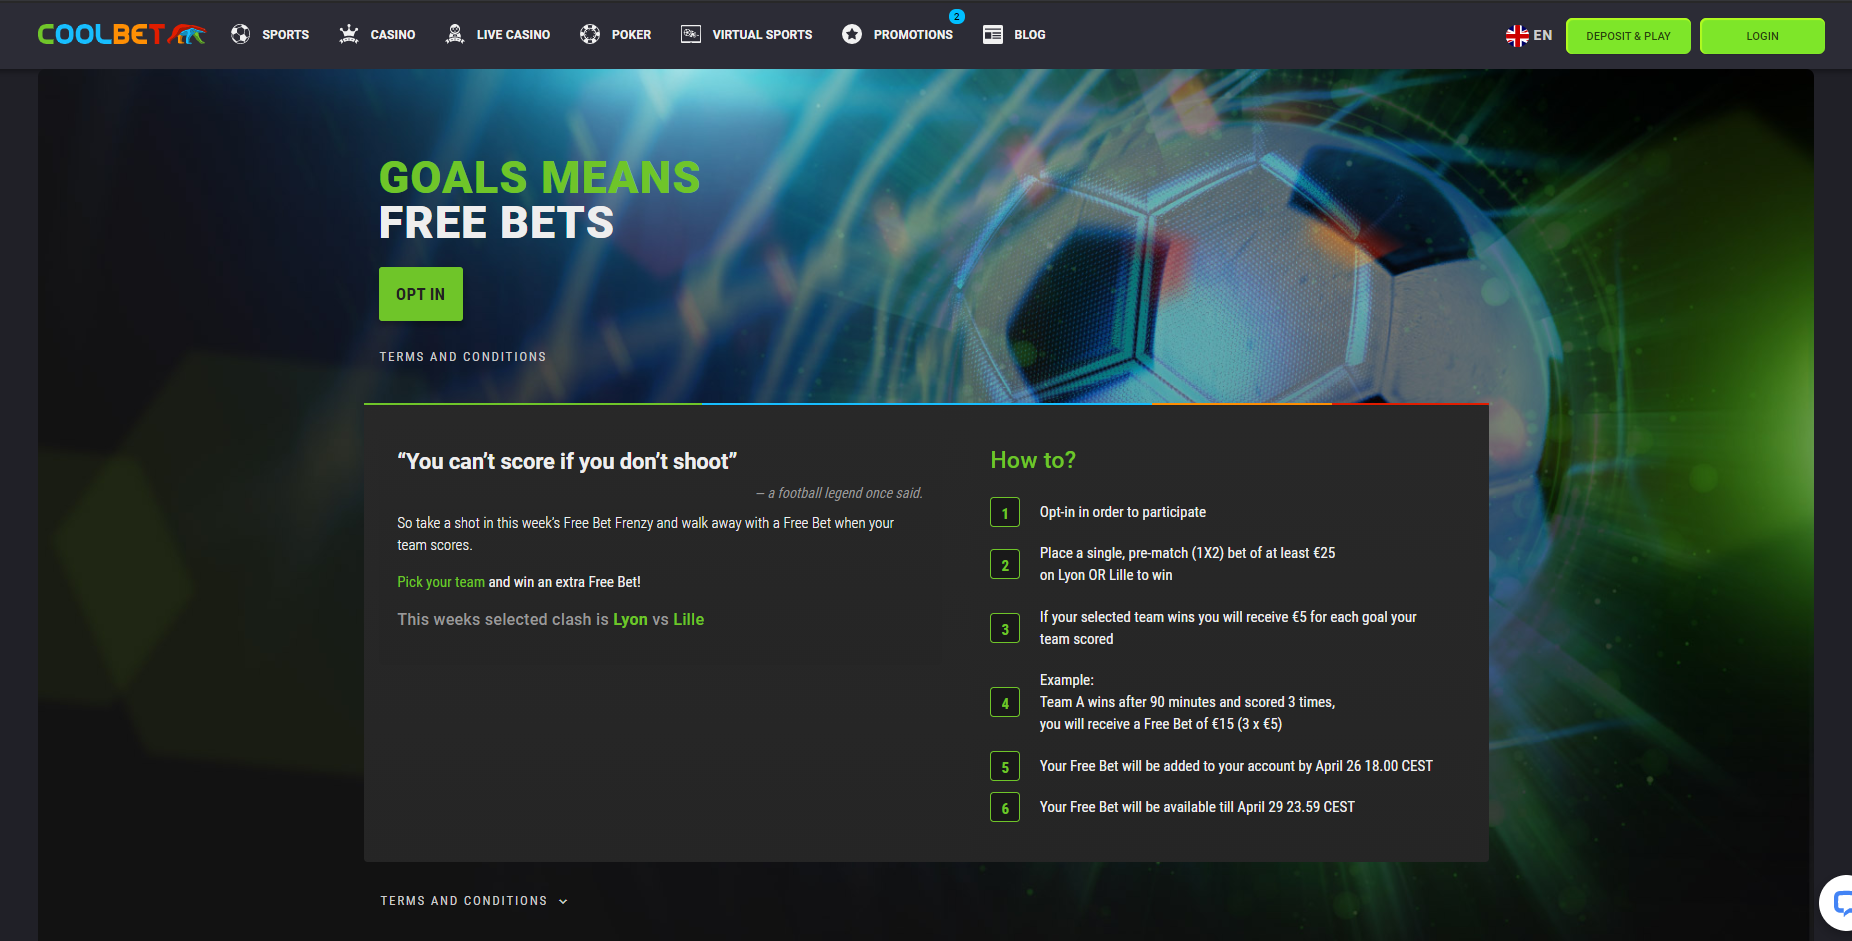 COOLBET
SPORTS
CASINO
LIVE CASINO
POKER
VIRTUAL SPORTS
PROMOTIONS
2
BLOG
EN
DEPOSIT & PLAY
LOGIN
GOALS MEANS
FREE BETS
OPT IN
TERMS AND CONDITIONS
“You can’t score if you don’t shoot”
– a football legend once said.
So take a shot in this week’s Free Bet Frenzy and walk away with a Free Bet when your
team scores.
Pick your team and win an extra Free Bet!
This weeks selected clash is Lyon vs Lille
How to?
1 Opt-in in order to participate
2 Place a single, pre-match (1X2) bet of at least €25
on Lyon OR Lille to win
3 If your selected team wins you will receive €5 for each goal your
team scored
4 Example:
Team A wins after 90 minutes and scored 3 times,
you will receive a Free Bet of €15 (3 x €5)
5 Your Free Bet will be added to your account by April 26 18.00 CEST
6 Your Free Bet will be available till April 29 23.59 CEST
TERMS AND CONDITIONS